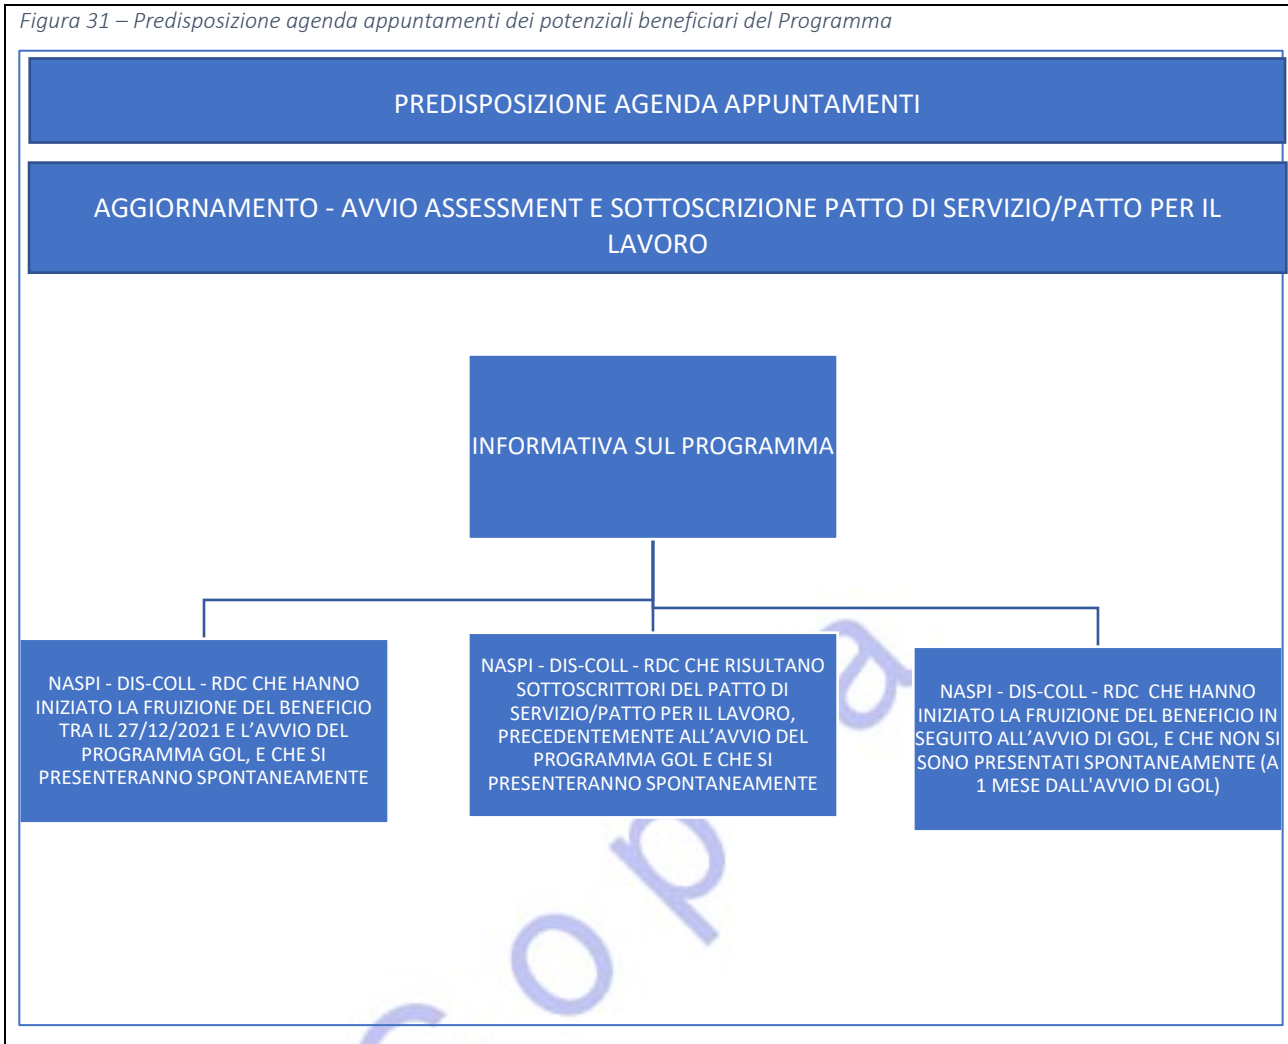 Figura 31 – Predisposizione agenda appuntamenti dei potenziali beneficiari del Programma
PREDISPOSIZIONE AGENDA APPUNTAMENTI
AGGIORNAMENTO - AVVIO ASSESSMENT E SOTTOSCRIZIONE PATTO DI SERVIZIO/PATTO PER IL
LAVORO
INFORMATIVA SUL PROGRAMMA
NASPI - DIS-COLL - RDC CHE HANNO
INIZIATO LA FRUIZIONE DEL BENEFICIO
TRA IL 27/12/2021 E L’AVVIO DEL
PROGRAMMA GOL, E CHE SI
PRESENTERANNO SPONTANEAMENTE
NASPI - DIS-COLL - RDC CHE RISULTANO
SOTTOSCRITTORI DEL PATTO DI
SERVIZIO/PATTO PER IL LAVORO,
PRECEDENTEMENTE ALL’AVVIO DEL
PROGRAMMA GOL E CHE SI
PRESENTERANNO SPONTANEAMENTE
NASPI - DIS-COLL - RDC CHE HANNO
INIZIATO LA FRUIZIONE DEL BENEFICIO IN
SEGUITO ALL’AVVIO DI GOL, E CHE NON SI
SONO PRESENTATI SPONTANEAMENTE (A
1 MESE DALL'AVVIO DI GOL)
Copia